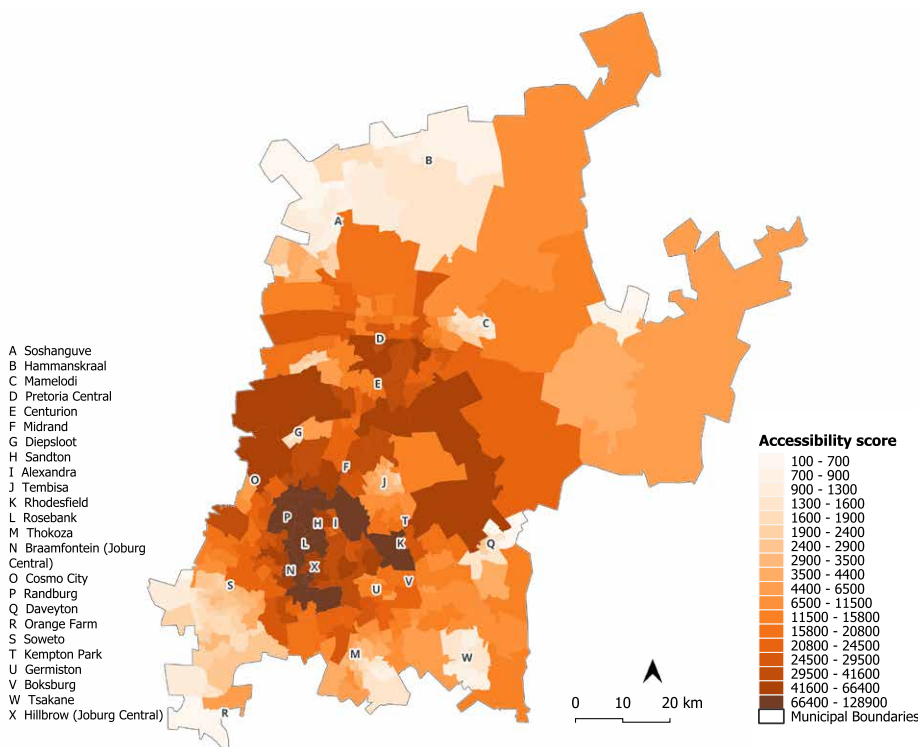 B
A
C
D
E
G
F
O
J
P
H
I
T
L
K
Q
N
X
S
U
V
M
W
R
A Soshanguve
B Hammanskraal
C Mamelodi
D Pretoria Central
E Centurion
F Midrand
G Diepsloot
H Sandton
I Alexandra
J Tembisa
K Rhodesfield
L Rosebank
M Thokoza
N Braamfontein (Joburg
Central)
O Cosmo City
P Randburg
Q Daveyton
R Orange Farm
S Soweto
T Kempton Park
U Germiston
V Boksburg
W Tsakane
X Hillbrow (Joburg Central)
0 10 20 km
Accessibility score
100 - 700
700 - 900
900 - 1300
1300 - 1600
1600 - 1900
1900 - 2400
2400 - 2900
2900 - 3500
3500 - 4400
4400 - 6500
6500 - 11500
11500 - 15800
15800 - 20800
20800 - 24500
24500 - 29500
29500 - 41600
41600 - 66400
66400 - 128900
Municipal Boundaries